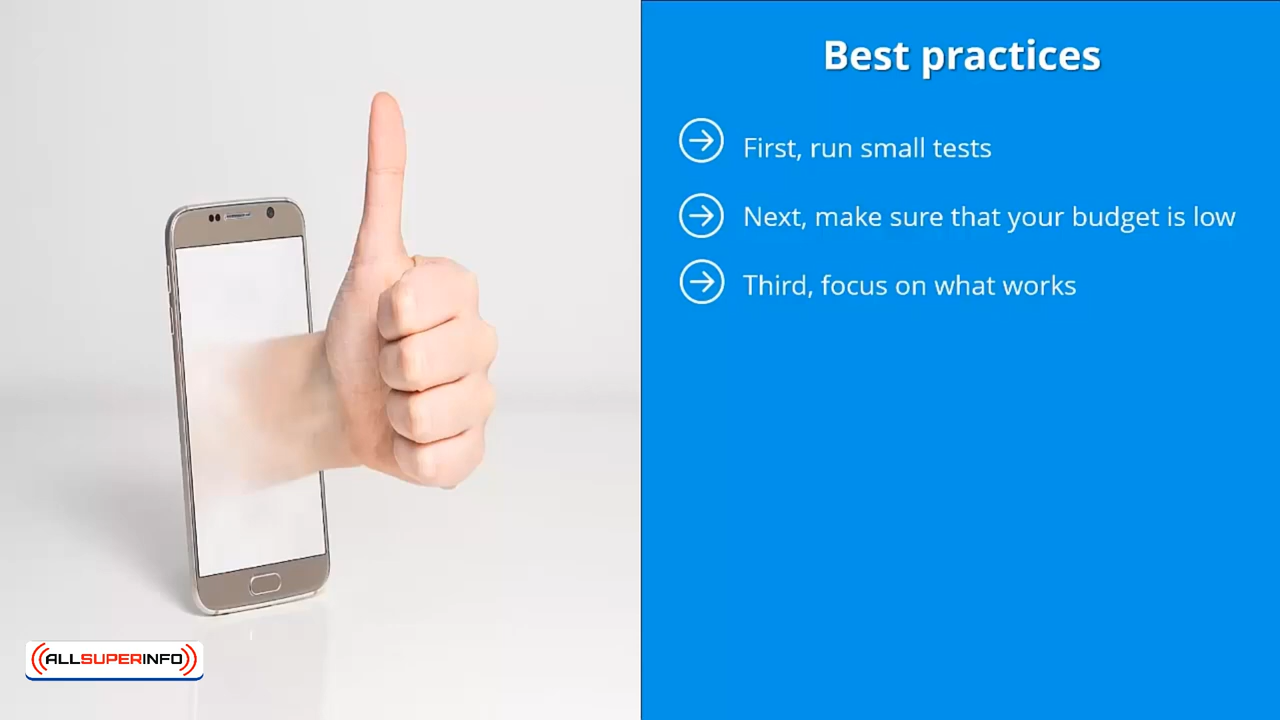 Best practices
First, run small tests
Next, make sure that your budget is low
Third, focus on what works
ALLSUPERINFO